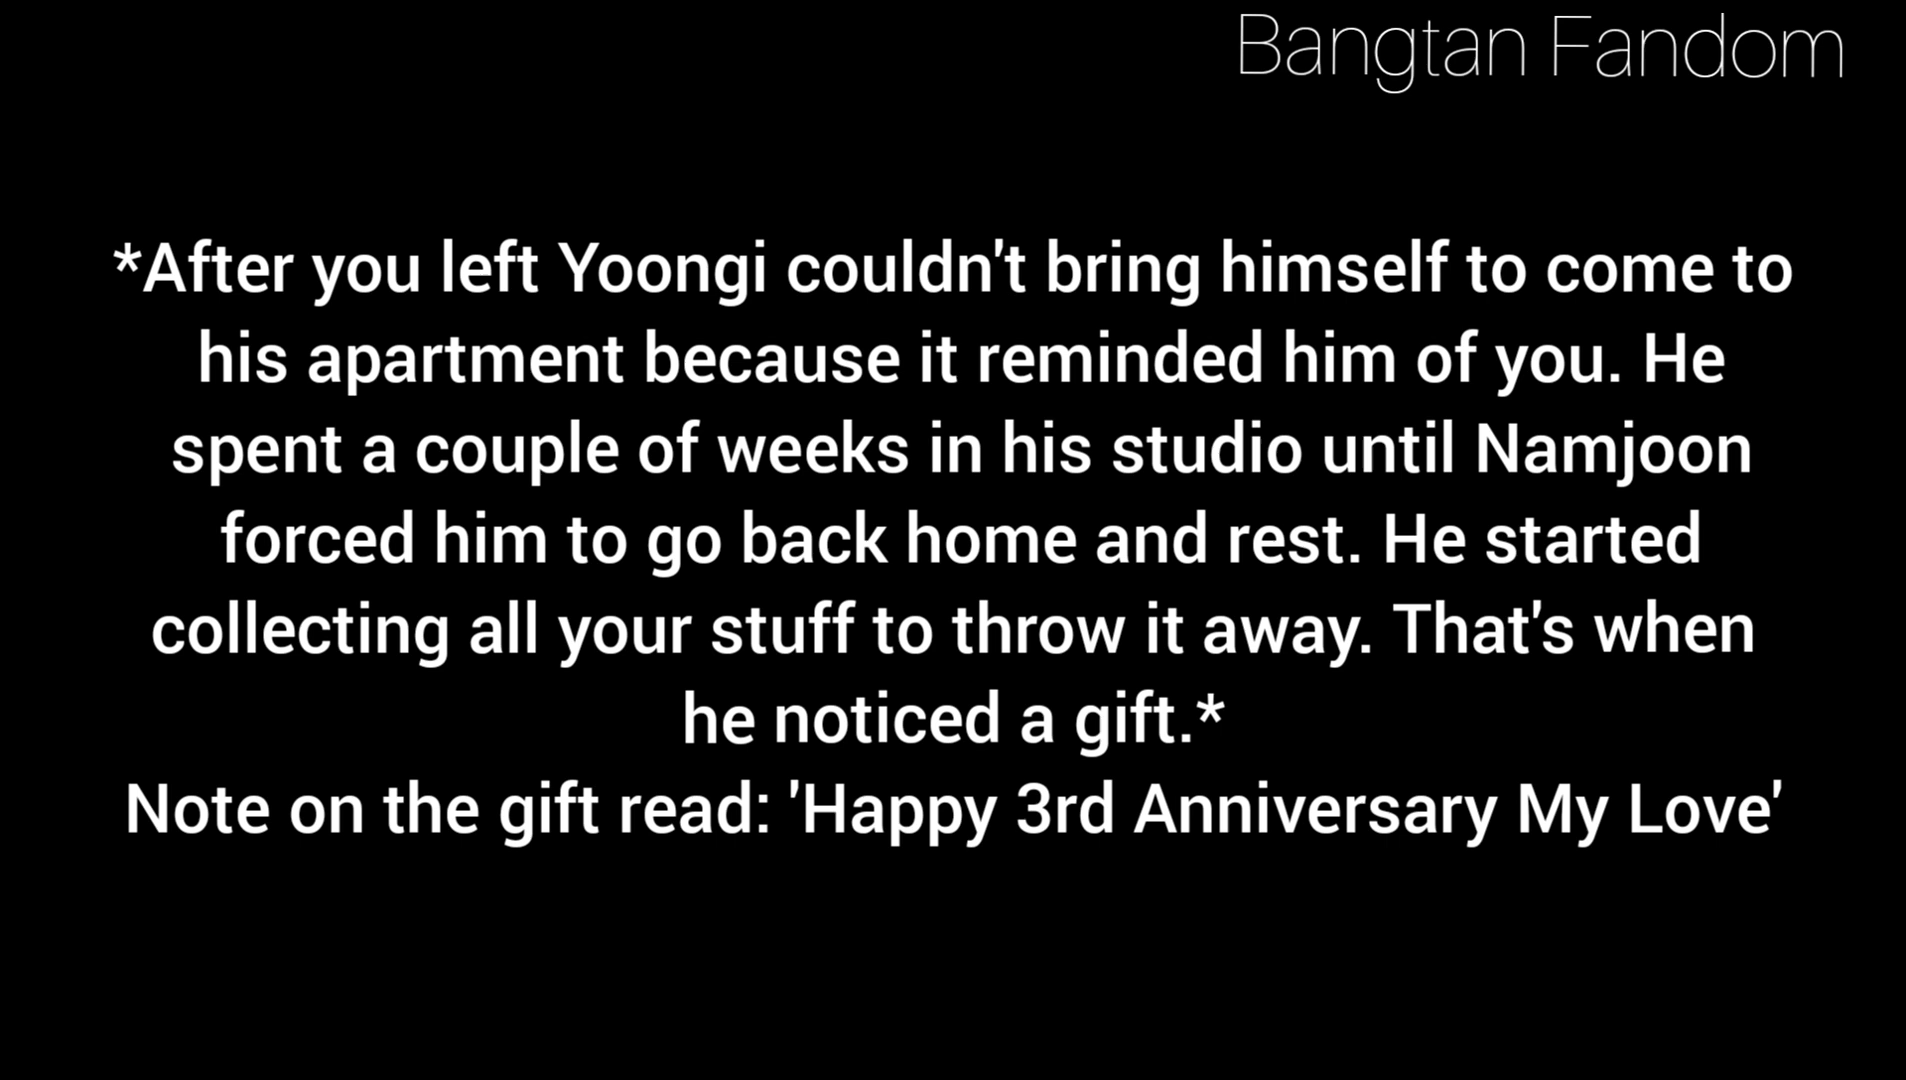 Bangtan Fandom
*After you left Yoongi couldn't bring himself to come to
his apartment because it reminded him of you. He
spent a couple of weeks in his studio until Namjoon
forced him to go back home and rest. He started
collecting all your stuff to throw it away. That's when
he noticed a gift.*
Note on the gift read: 'Happy 3rd Anniversary My Love'